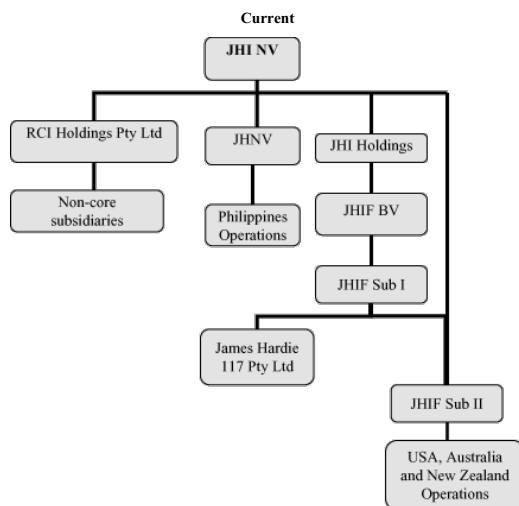 Current
JHI NV
RCI Holdings Pty Ltd
JHNV
JHI Holdings
Non-core
subsidiaries
Philippines
Operations
JHIF BV
JHIF Sub I
James Hardie
117 Pty Ltd
JHIF Sub II
USA, Australia
and New Zealand
Operations